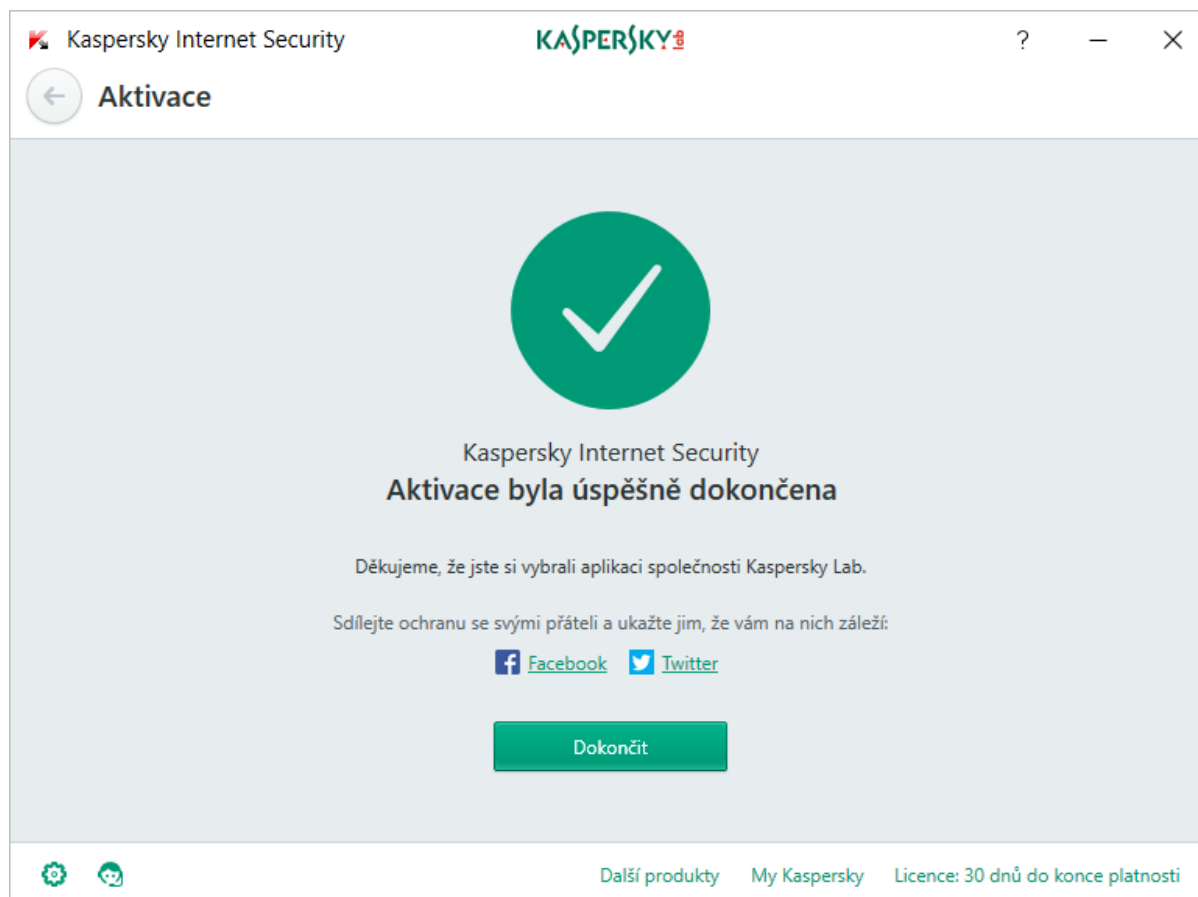 Kaspersky Internet Security
KASPERSKY lab
?
Aktivace
Kaspersky Internet Security
Aktivace byla úspěšně dokončena
Děkujeme, že jste si vybrali aplikaci společnosti Kaspersky Lab.
Sdílejte ochranu se svými přáteli a ukažte jim, že vám na nich záleží:
Facebook Twitter
Dokončit
Další produkty My Kaspersky Licence: 30 dnů do konce platnosti